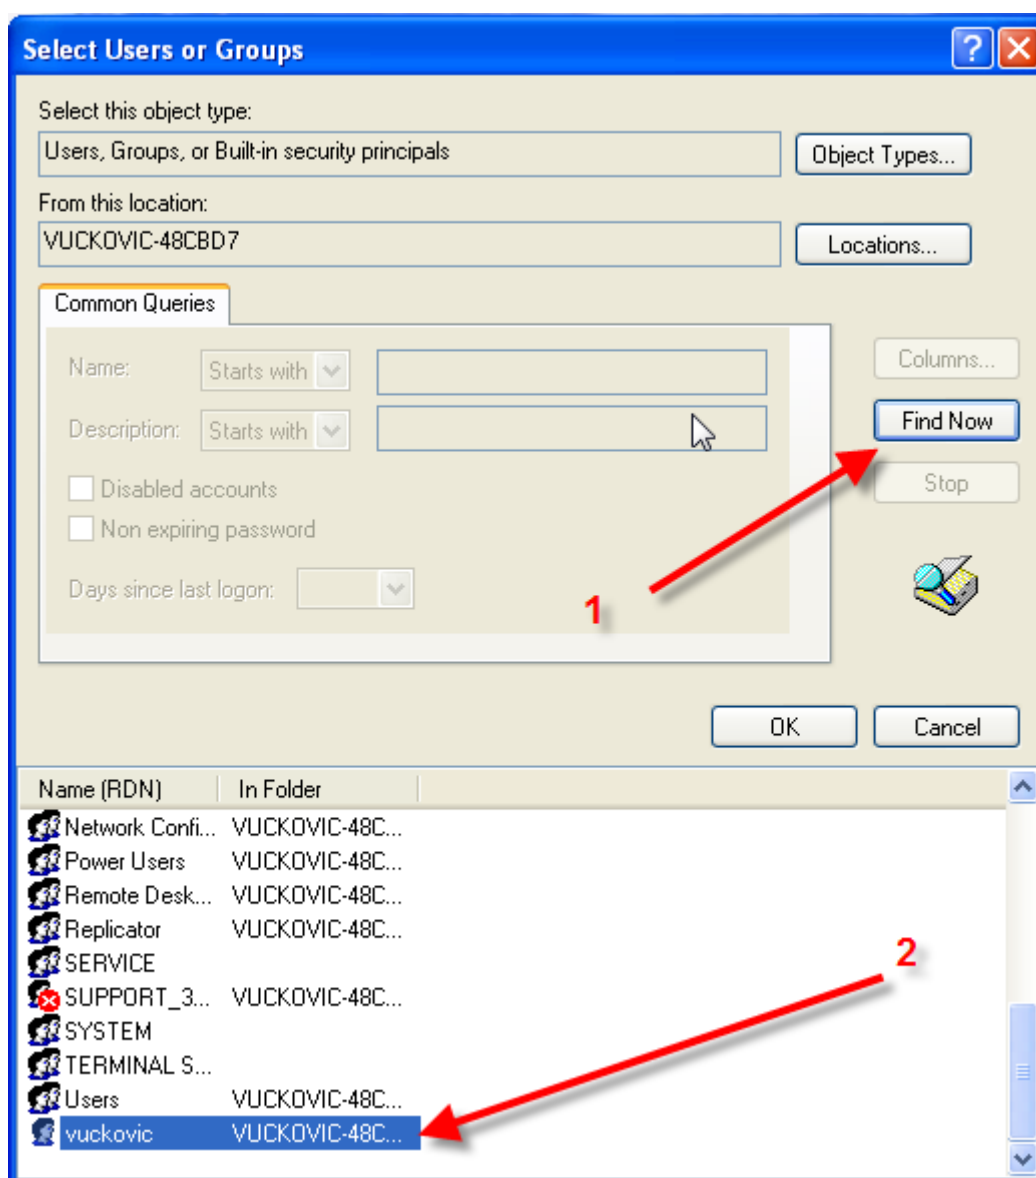 Select Users or Groups
Select this object type:
Users, Groups, or Built-in security principals
Object Types...
From this location:
VUCKOVIC-48CBD7
Locations...
Common Queries
Name:
Starts with
Columns...
Description:
Starts with
Find Now
Disabled accounts
Stop
Non expiring password
Days since last logon:
1
OK
Cancel
Name (RDN) In Folder
Network Confi... VUCKOVIC-48C...
Power Users VUCKOVIC-48C...
Remote Desk... VUCKOVIC-48C...
Replicator VUCKOVIC-48C...
2
SERVICE
SUPPORT_3... VUCKOVIC-48C...
SYSTEM
TERMINAL S...
Users VUCKOVIC-48C...
vuckovic VUCKOVIC-48C...